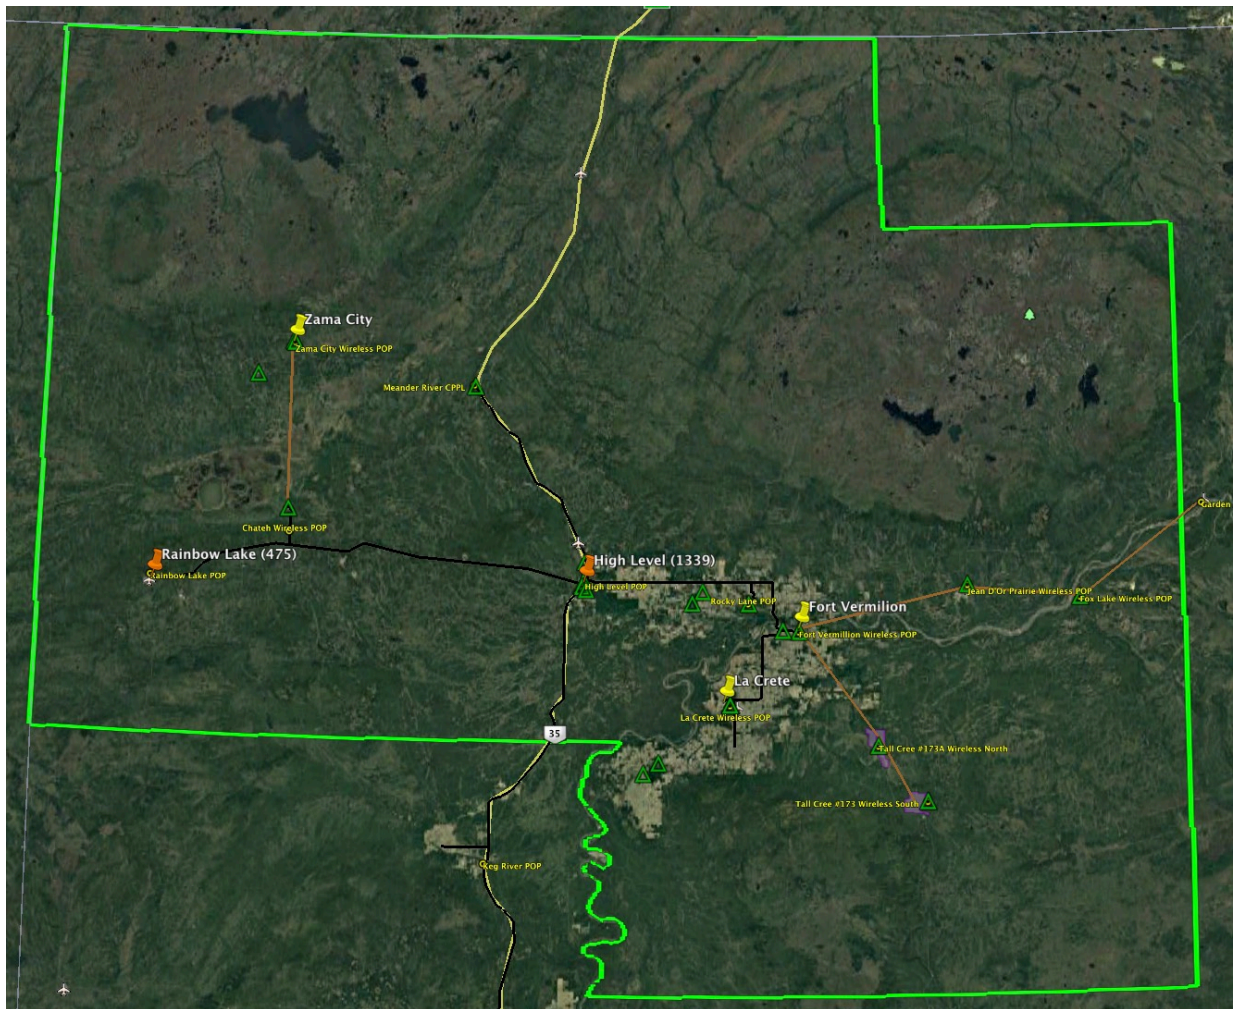 Zama City
Zama City Wireless POP
Meander River CPPL
Garden
Chateh Wireless POP
Rainbow Lake (475)
Rainbow Lake POP
High Level (1339)
High Level POP
Rocky Lane POP
Jean D'Or Prairie Wireless POP
Fox Lake Wireless POP
Fort Vermilion
Fort Vermillion Wireless POP
La Crete
La Crete Wireless POP
35
Tall Cree #173A Wireless North
Tall Cree #173 Wireless South
Keg River POP